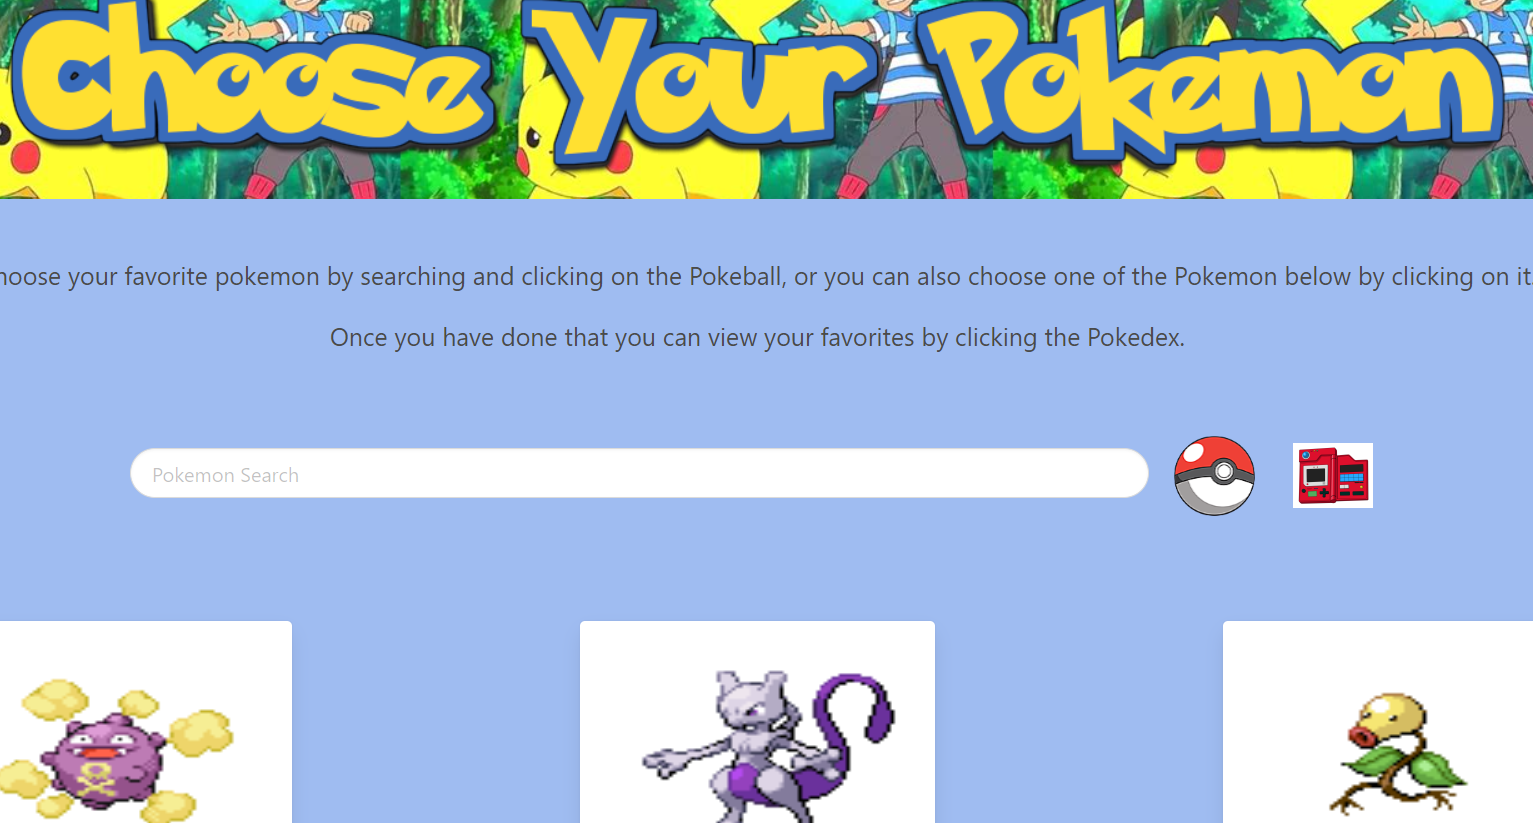 Choose Your Pokemon
hoose your favorite pokemon by searching and clicking on the Pokeball, or you can also choose one of the Pokemon below by clicking on it.
Once you have done that you can view your favorites by clicking the Pokedex.
Pokemon Search